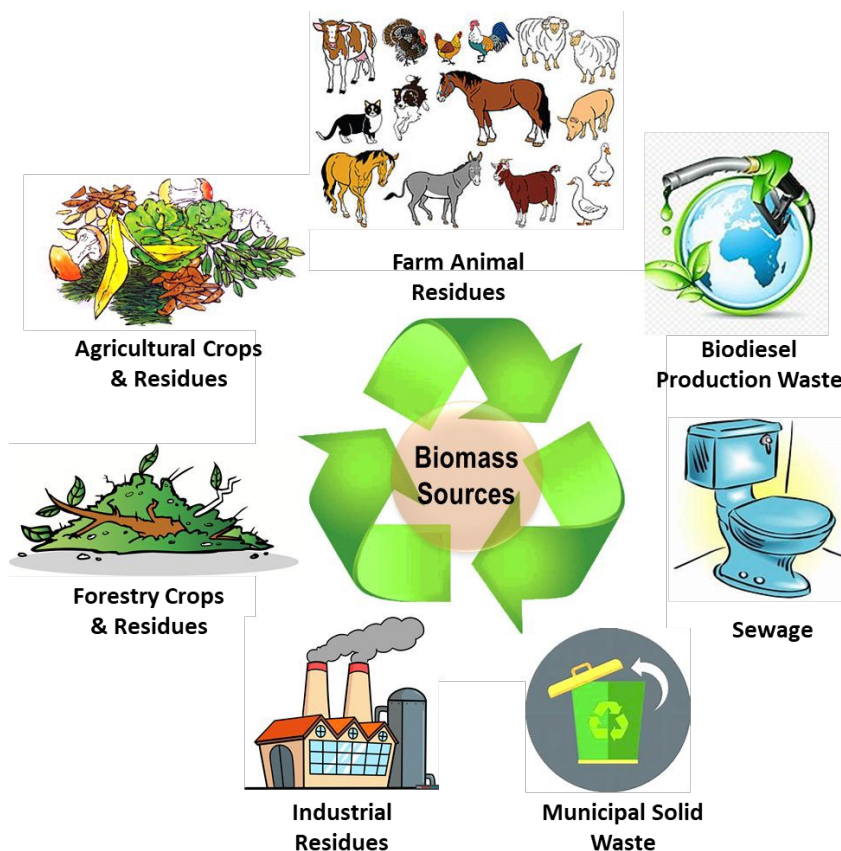 Farm Animal
Residues
Agricultural Crops
& Residues
Biodiesel
Production Waste
Biomass
Sources
Forestry Crops
& Residues
Sewage
Industrial
Residues
Municipal Solid
Waste